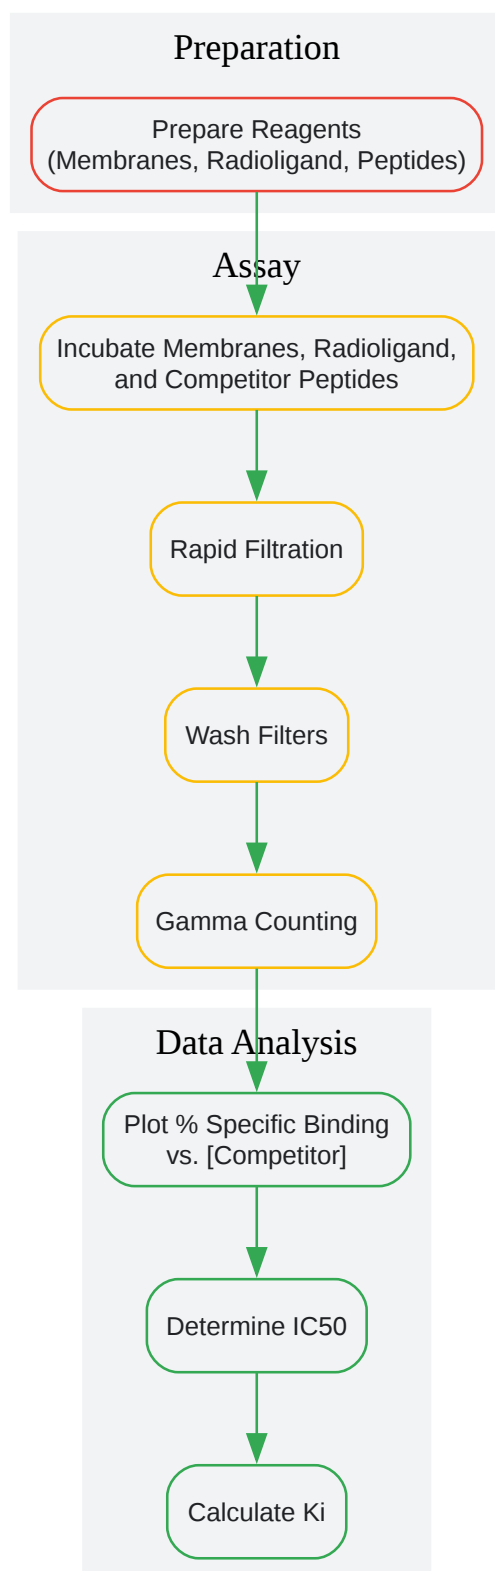 Preparation
Prepare Reagents
(Membranes, Radioligand, Peptides)
Assay
Incubate Membranes, Radioligand,
and Competitor Peptides
Rapid Filtration
Wash Filters
Gamma Counting
Data Analysis
Plot % Specific Binding
vs. [Competitor]
Determine IC50
Calculate Ki